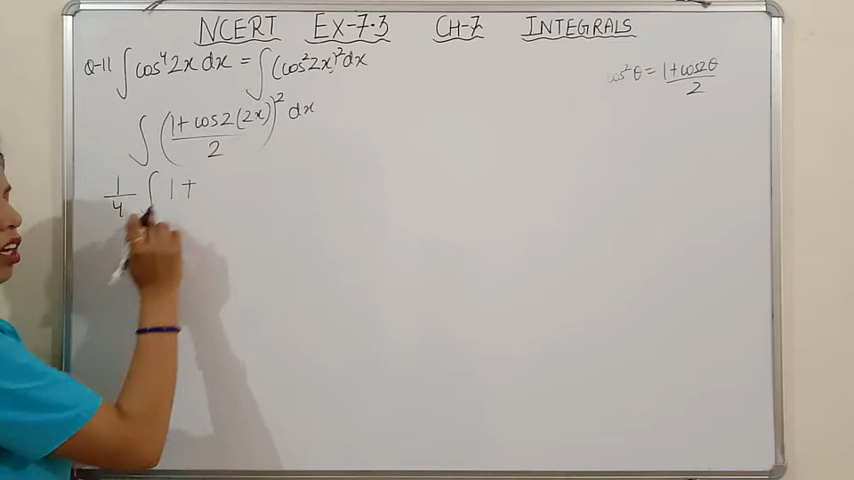 NCERT EX-7.3 CH-7 INTEGRALS
Q-11 ∫cos⁴2x dx = ∫(cos²2x)²dx
cos²θ = (1+cos2θ)/2
∫((1+cos2(2x))/2)² dx
1/4 ∫ 1+